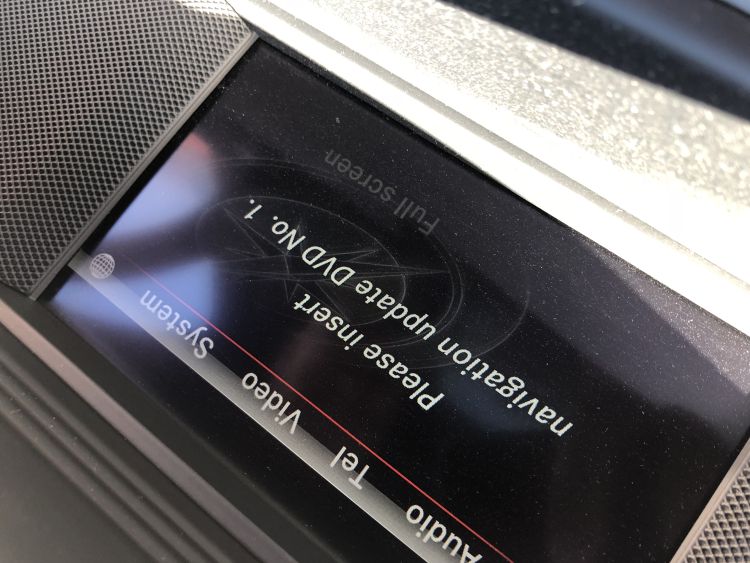 Audio Tel Video System
Please insert
navigation update DVD No. 1.
Full screen